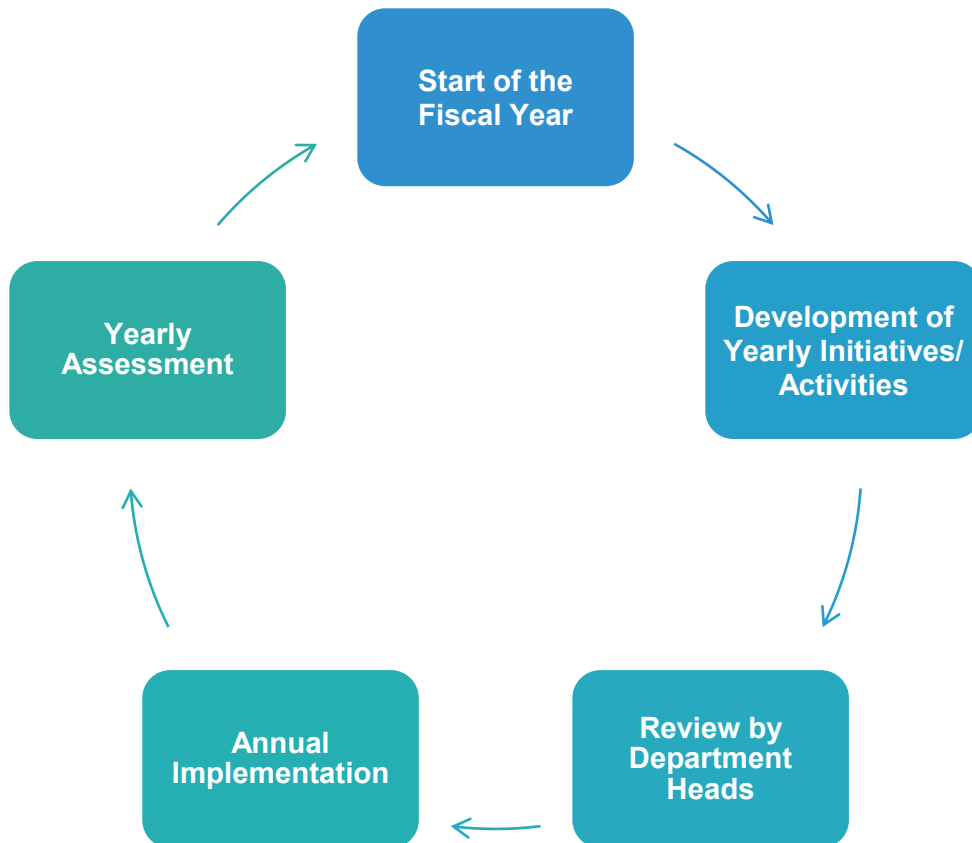 Start of the
Fiscal Year
Development of
Yearly Initiatives/
Activities
Review by
Department
Heads
Annual
Implementation
Yearly
Assessment